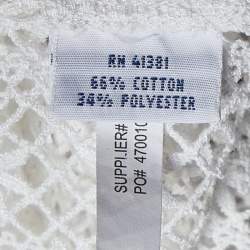 RN 41381
66% COTTON
34% POLYESTER
SUPPLIER#
PO# 470010